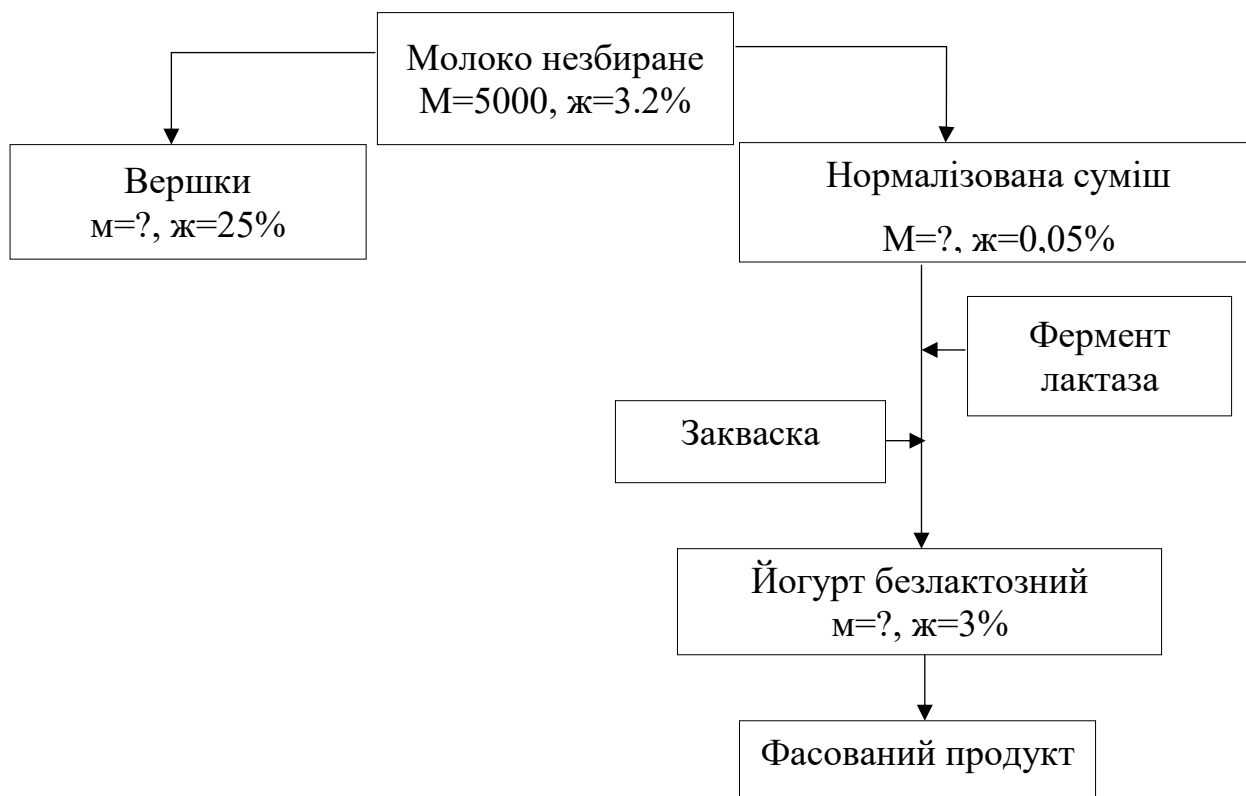 Молоко незбиране
М=5000, ж=3.2%
Вершки
м=?, ж=25%
Нормалізована суміш
М=?, ж=0,05%
Фермент
лактаза
Закваска
Йогурт безлактозний
м=?, ж=3%
Фасований продукт